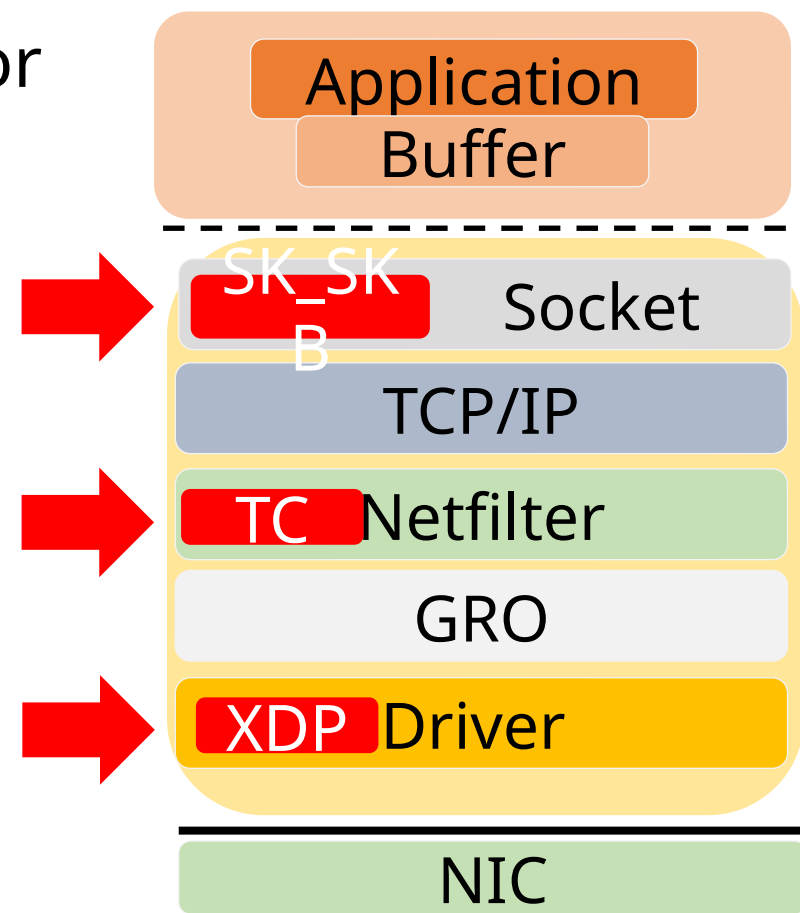 or
Application
Buffer
SK_SK
B
Socket
TCP/IP
TC
Netfilter
GRO
XDP
Driver
NIC